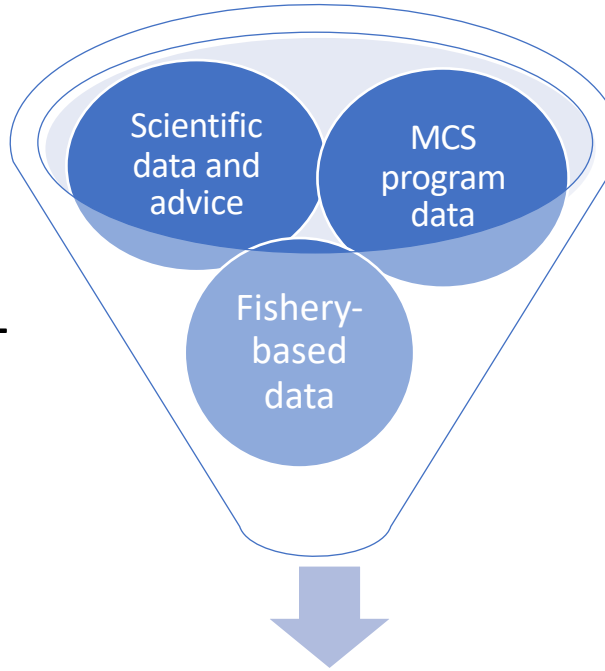 Scientific
data and
advice
MCS
program
data
Fishery-
based
data